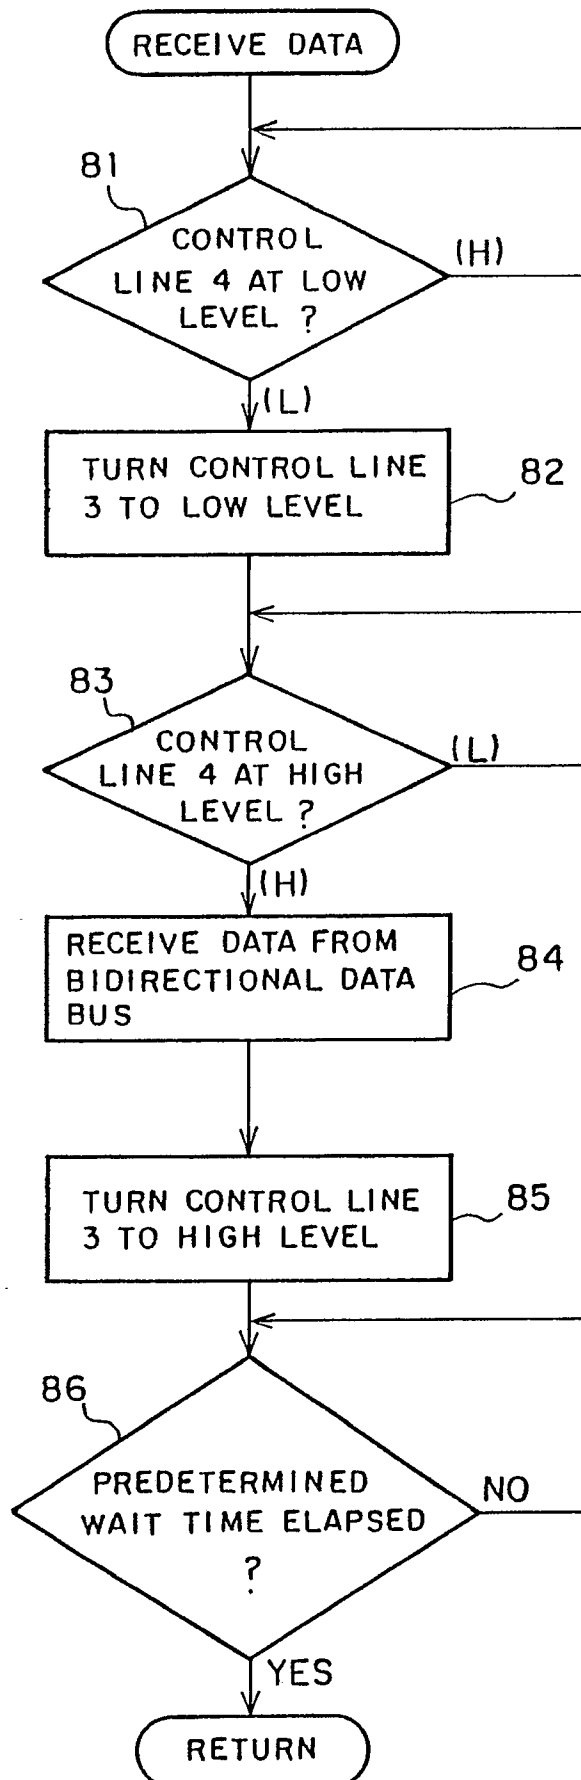 RECEIVE DATA
81
CONTROL
LINE 4 AT LOW
LEVEL ?
(H)
(L)
TURN CONTROL LINE
3 TO LOW LEVEL
82
83
CONTROL
LINE 4 AT HIGH
LEVEL ?
(L)
(H)
RECEIVE DATA FROM
BIDIRECTIONAL DATA
BUS
84
TURN CONTROL LINE
3 TO HIGH LEVEL
85
86
PREDETERMINED
WAIT TIME ELAPSED
?
NO
YES
RETURN